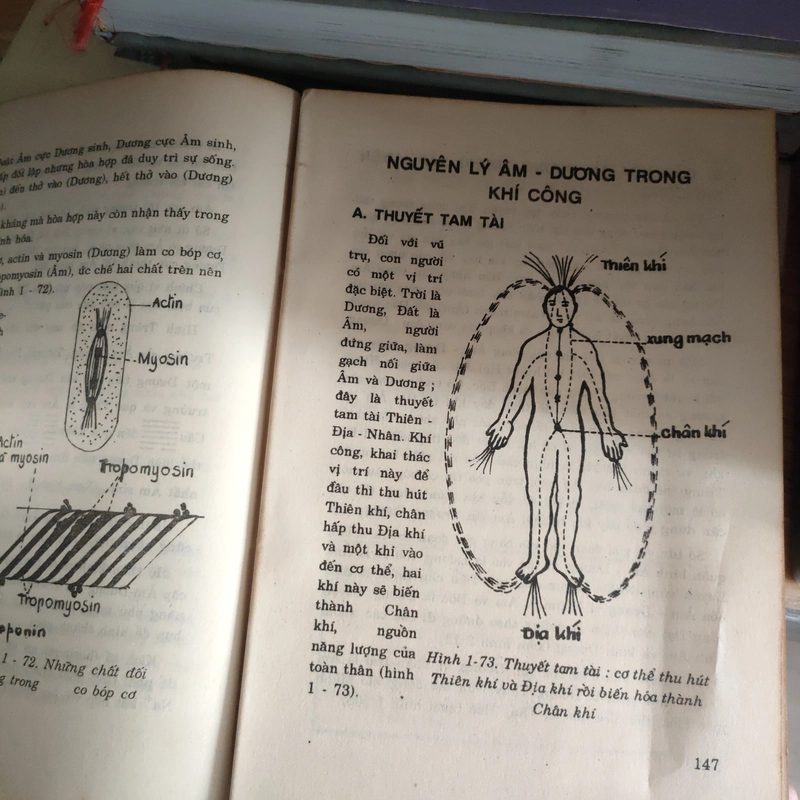 Âm cực Dương sinh, Dương cực Âm sinh,
đối lập nhưng hòa hợp đã duy trì sự sống.
đến thở vào (Dương), hết thở vào (Dương)
kháng mà hòa hợp này còn nhận thấy trong
hóa.
actin và myosin (Dương) làm co bóp cơ,
(Âm), ức chế hai chất trên nên
1 - 72).
Actin
Myosin
Actin
myosin
Tropomyosin
Tropomyosin
1 - 72. Những chất đối
trong co bóp cơ
NGUYÊN LÝ ÂM - DƯƠNG TRONG
KHÍ CÔNG
A. THUYẾT TAM TÀI
Đối với vũ
trụ, con người
có một vị trí
đặc biệt. Trời là
Dương, Đất là
Âm, người
đứng giữa, làm
gạch nối giữa
Âm và Dương ;
đây là thuyết
tam tài Thiên -
Địa - Nhân. Khí
công, khai thác
vị trí này để
đầu thì thu hút
Thiên khí, chân
hấp thu Địa khí
và một khi vào
đến cơ thể, hai
khí này sẽ biến
thành Chân
khí, nguồn
năng lượng của
toàn thân (hình
1 - 73).
Thiên khí
xung mạch
chân khí
Địa khí
Hình 1-73. Thuyết tam tài : cơ thể thu hút
Thiên khí và Địa khí rồi biến hóa thành
Chân khí
147